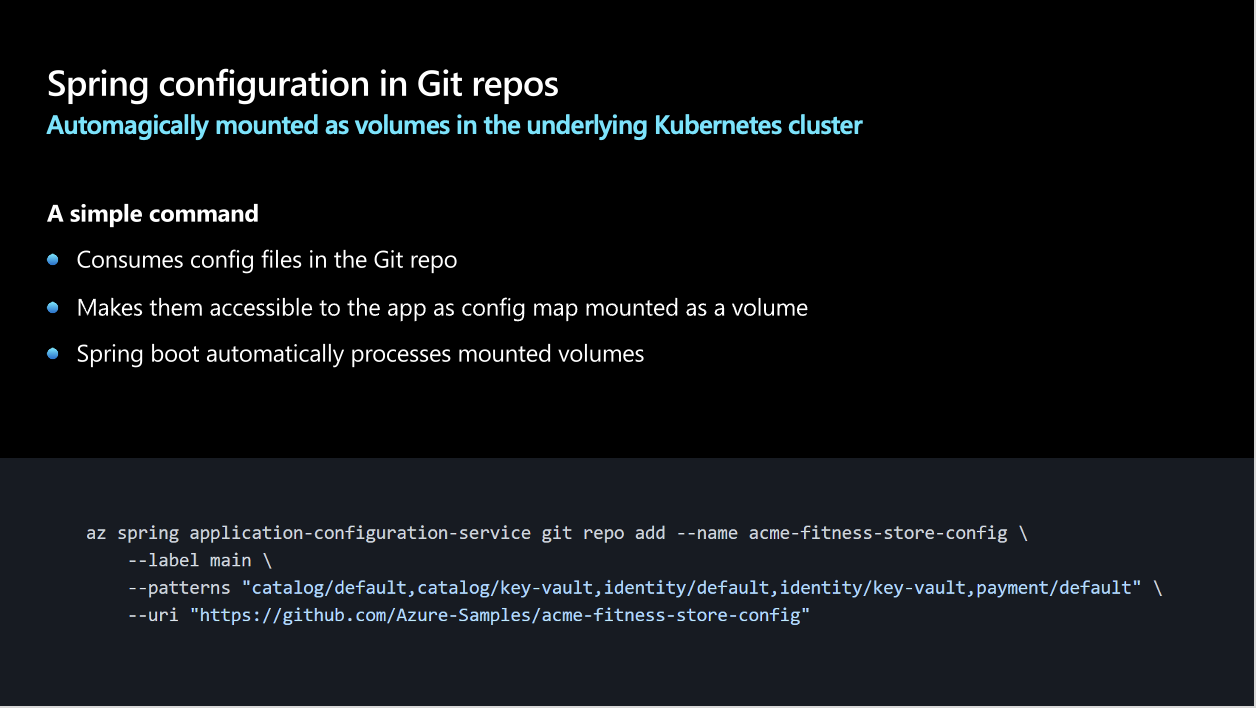 Spring configuration in Git repos
Automagically mounted as volumes in the underlying Kubernetes cluster
A simple command
Consumes config files in the Git repo
Makes them accessible to the app as config map mounted as a volume
Spring boot automatically processes mounted volumes
az spring application-configuration-service git repo add --name acme-fitness-store-config \
--label main \
--patterns "catalog/default,catalog/key-vault,identity/default,identity/key-vault,payment/default" \
--uri "https://github.com/Azure-Samples/acme-fitness-store-config"